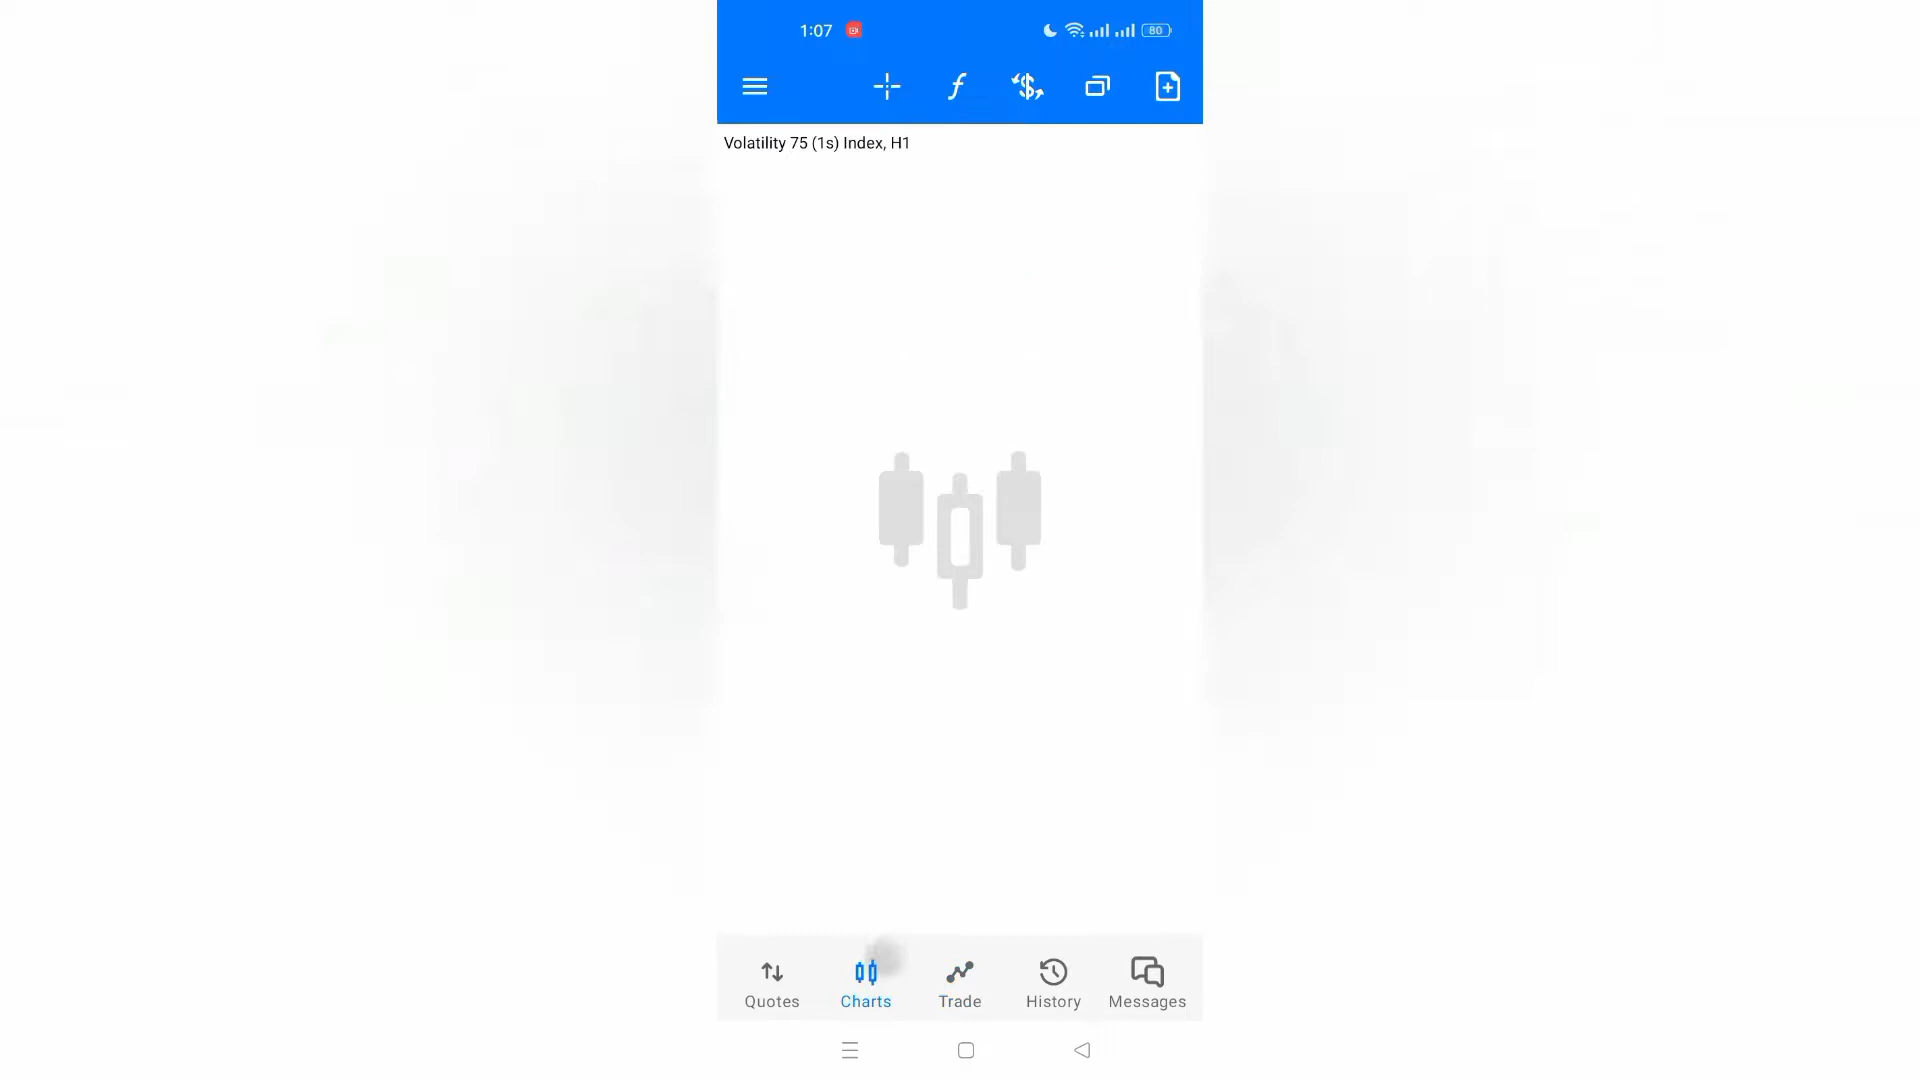 1:07
80
Volatility 75 (1s) Index, H1
Quotes
Charts
Trade
History
Messages